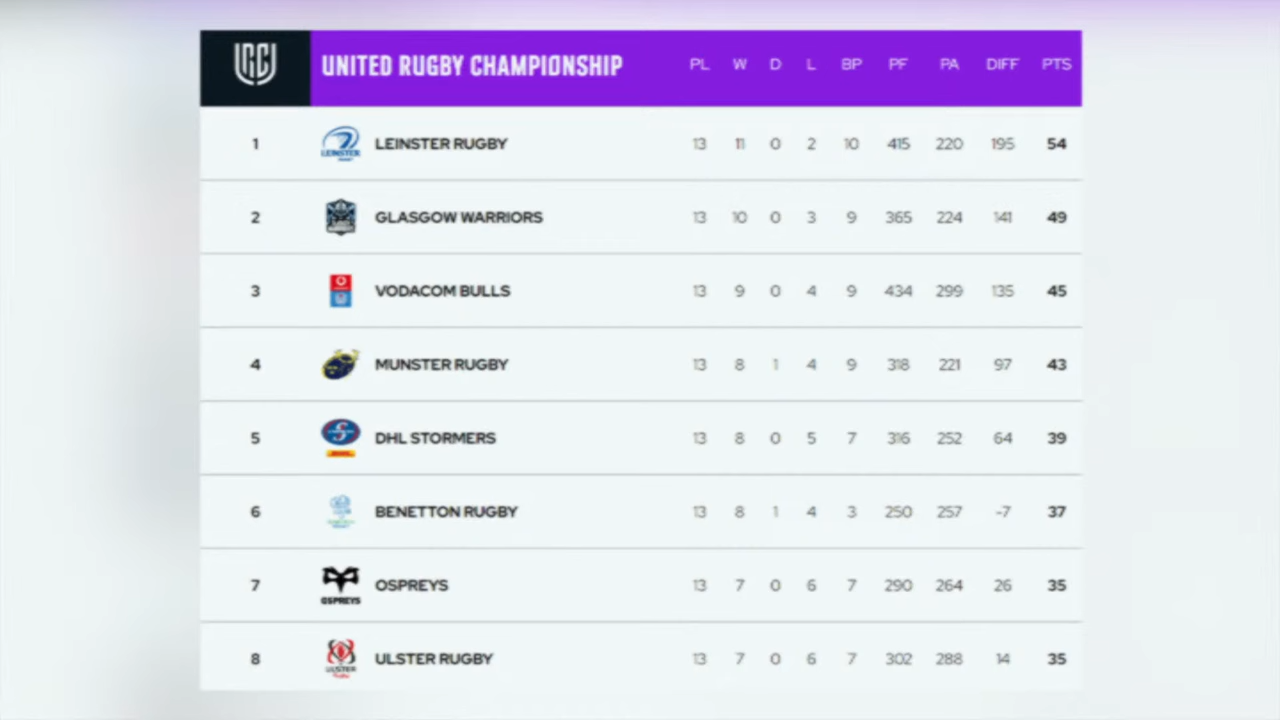 UNITED RUGBY CHAMPIONSHIP PL W D L BP PF PA DIFF PTS
1 LEINSTER LEINSTER RUGBY 13 11 0 2 10 415 220 195 54
2 GLASGOW WARRIORS 13 10 0 3 9 365 224 141 49
3 VODACOM BULLS 13 9 0 4 9 434 299 135 45
4 MUNSTER RUGBY 13 8 1 4 9 318 221 97 43
5 DHL STORMERS 13 8 0 5 7 316 252 64 39
6 BENETTON RUGBY 13 8 1 4 3 250 257 -7 37
7 OSPREYS OSPREYS 13 7 0 6 7 290 264 26 35
8 ULSTER ULSTER RUGBY 13 7 0 6 7 302 288 14 35